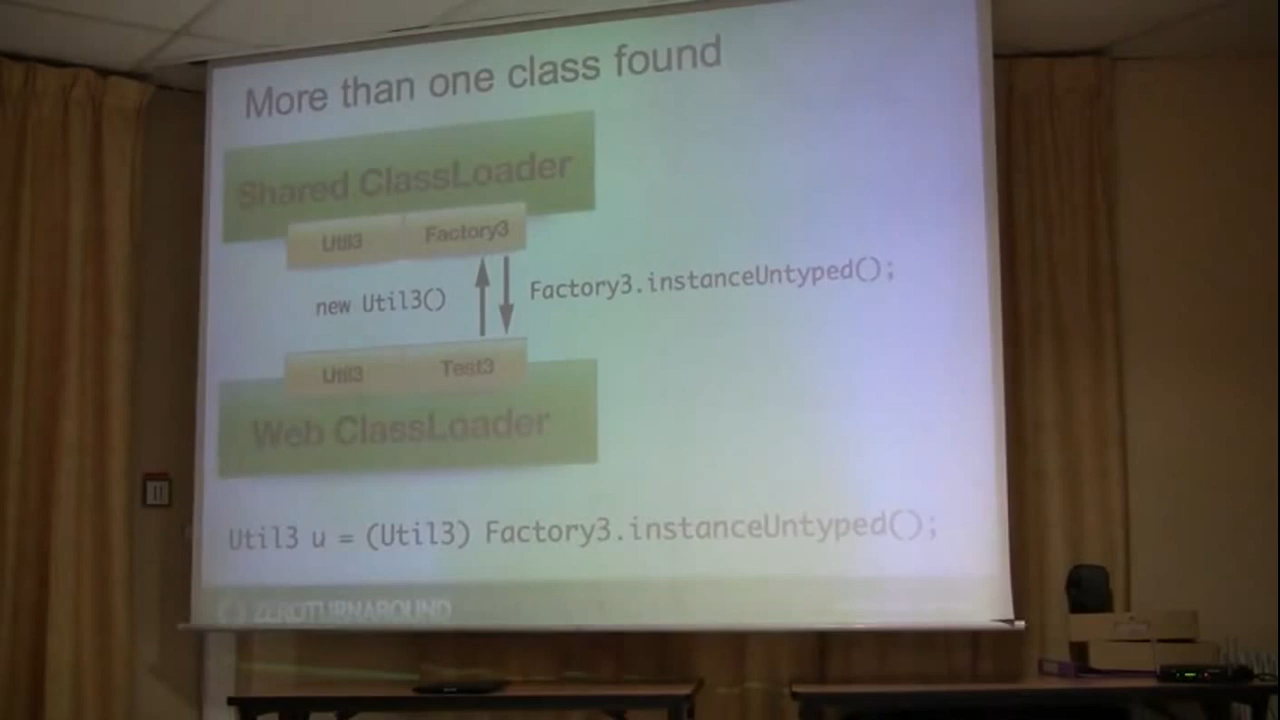 More than one class found
Shared ClassLoader
Util3 Factory3
new Util3()
Factory3.instanceUntyped();
Util3 Test3
Web ClassLoader
Util3 u = (Util3) Factory3.instanceUntyped();
ZEROTURNAROUND